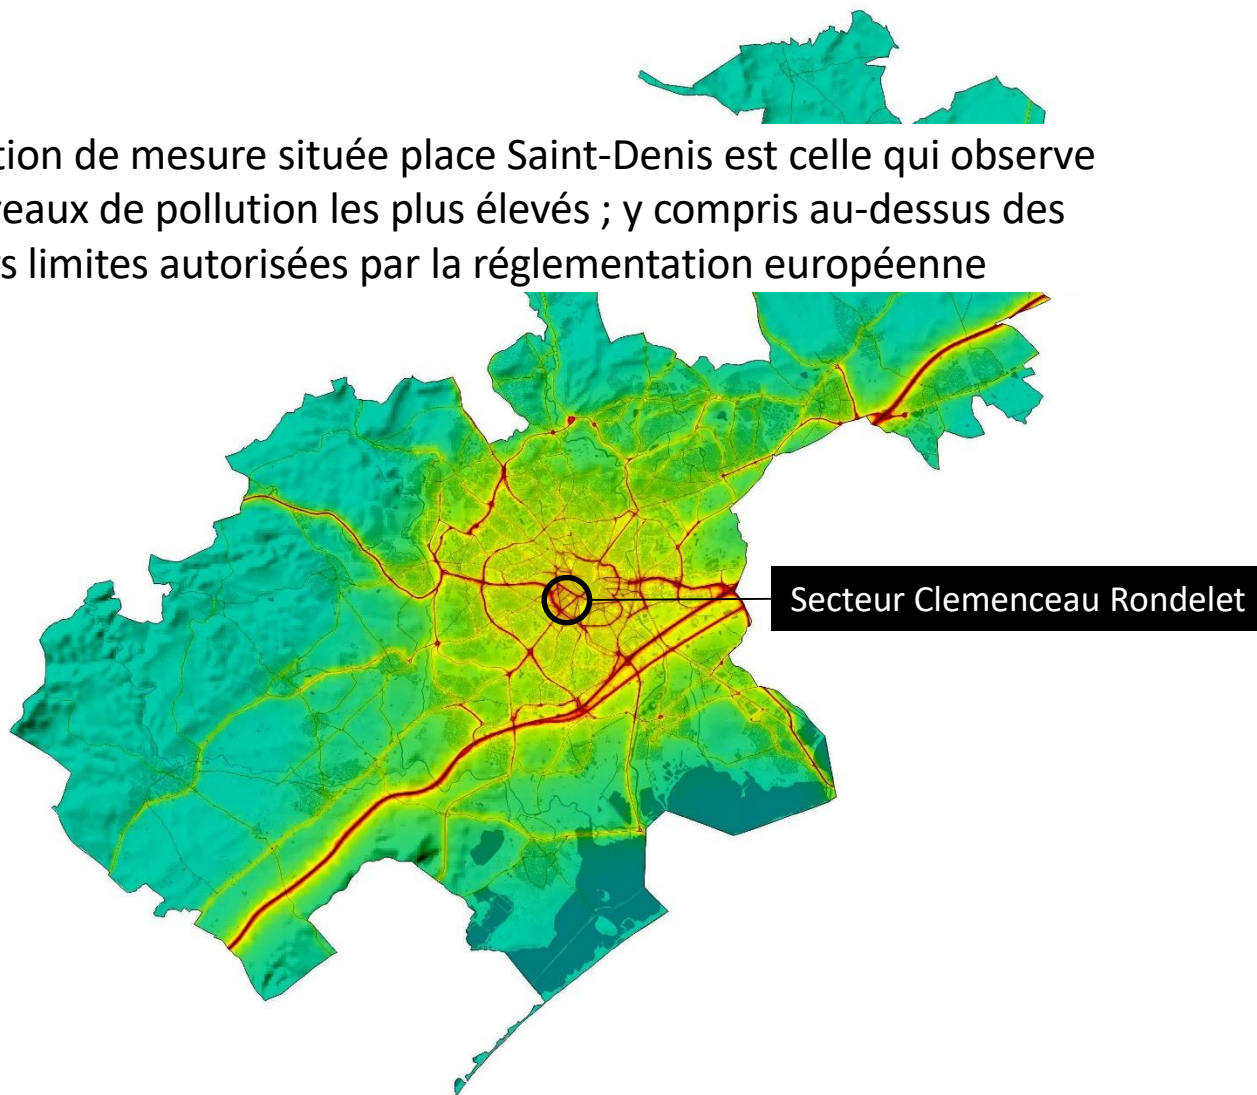 tion de mesure située place Saint-Denis est celle qui observe
veaux de pollution les plus élevés ; y compris au-dessus des
s limites autorisées par la réglementation européenne
Secteur Clemenceau Rondelet